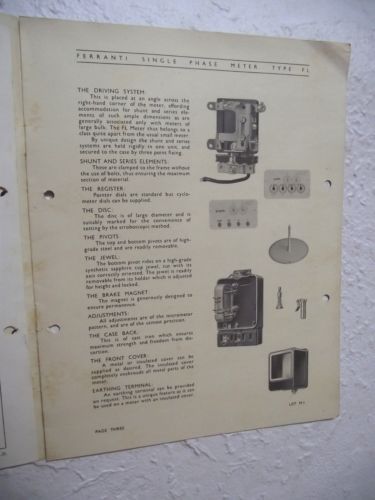 FERRANTI SINGLE PHASE METER TYPE FL
THE DRIVING SYSTEM:
This is placed at an angle across the
right-hand corner of the meter, affording
accommodation for shunt and series ele-
ments of such ample dimensions as are
generally associated only with meters of
large bulk. The FL Meter thus belongs to a
class quite apart from the usual small meter.
By unique design the shunt and series
systems are held rigidly in one unit, and
secured to the case by three point fixing.
SHUNT AND SERIES ELEMENTS:
These are clamped to the frame without
the use of bolts, thus ensuring the maximum
section of material.
THE REGISTER:
Pointer dials are standard but cyclo-
meter dials can be supplied.
THE DISC:
The disc is of large diameter and is
suitably marked for the convenience of
testing by the stroboscopic method.
THE PIVOTS:
The top and bottom pivots are of high-
grade steel and are readily removable.
THE JEWEL:
The bottom pivot rides on a high-grade
synthetic sapphire cup jewel, cut with its
axis correctly oriented. The jewel is readily
removable from its holder which is adjusted
for height and locked.
THE BRAKE MAGNET:
The magnet is generously designed to
ensure permanence.
ADJUSTMENTS:
All adjustments are of the micrometer
pattern, and are of the utmost precision.
THE CASE BACK:
This is of cast iron which ensures
maximum strength and freedom from dis-
tortion.
THE FRONT COVER:
A metal or insulated cover can be
supplied as desired. The insulated cover
completely enshrouds all metal parts of the
meter.
EARTHING TERMINAL:
An earthing terminal can be provided
on request. This is a unique feature as it can
be used on a meter with an insulated cover.
PAGE THREE